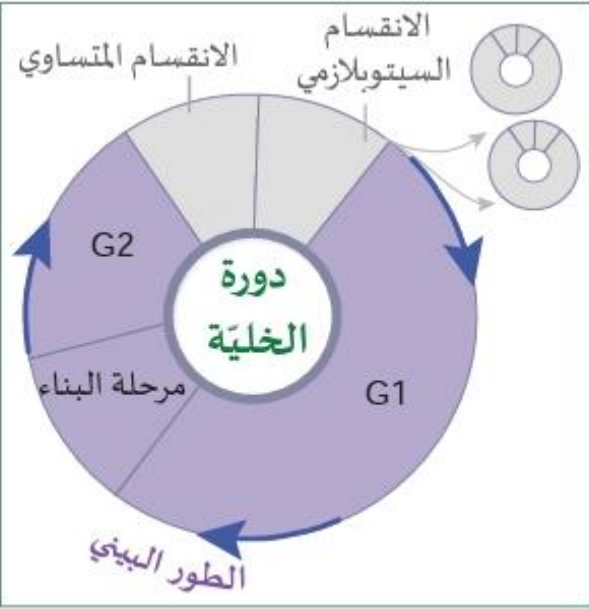 الانقسام
السيتوبلازمي
الانقسام المتساوي
G2
دورة
الخليّة
مرحلة البناء
G1
الطور البيني